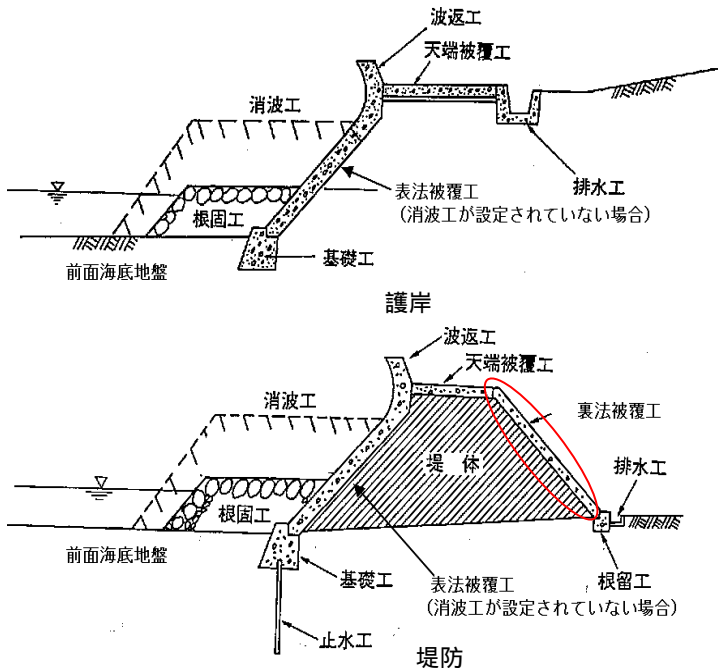 波返工
天端被覆工
消波工
表法被覆工
(消波工が設定されていない場合)
排水工
根固工
基礎工
前面海底地盤
護岸
波返工
天端被覆工
消波工
裏法被覆工
堤 体
排水工
根固工
前面海底地盤
基礎工
表法被覆工
(消波工が設定されていない場合)
根留工
止水工
堤防